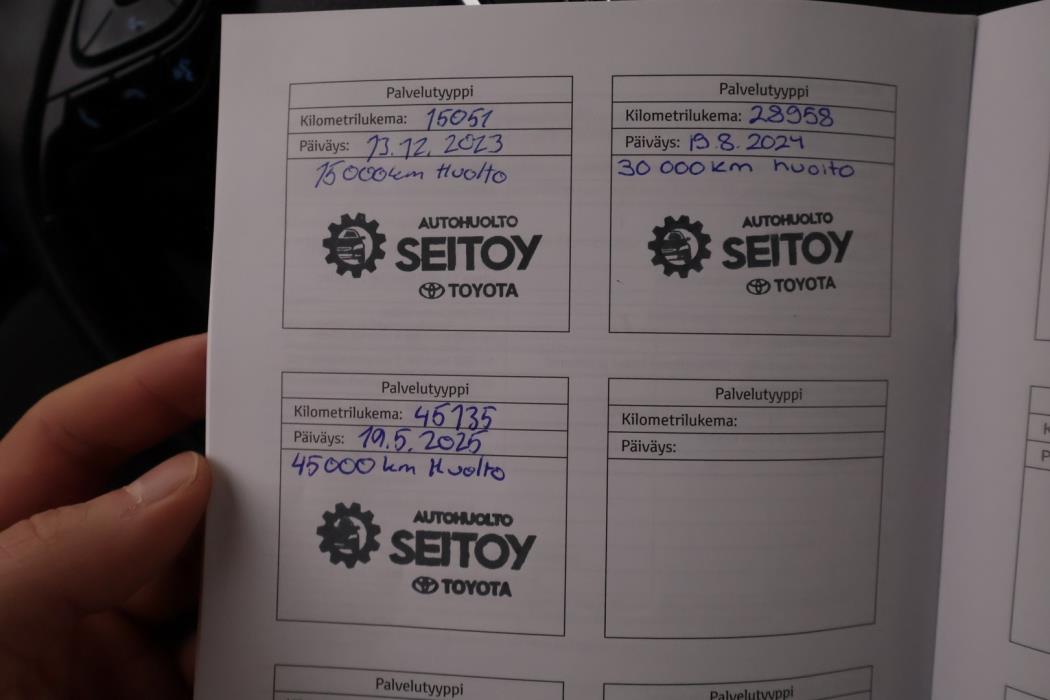 Palvelutyyppi
Kilometrilukema: 15051
Päiväys: 13.12.2023
15000km Huolto
AUTOHUOLTO
SEITOY
TOYOTA
Palvelutyyppi
Kilometrilukema: 28958
Päiväys: 19.8.2024
30 000 km huolto
AUTOHUOLTO
SEITOY
TOYOTA
Palvelutyyppi
Kilometrilukema: 45135
Päiväys: 19.5.2025
45000 km Huolto
AUTOHUOLTO
SEITOY
TOYOTA
Palvelutyyppi
Kilometrilukema:
Päiväys:
Palvelutyyppi
Palvelutyyppi